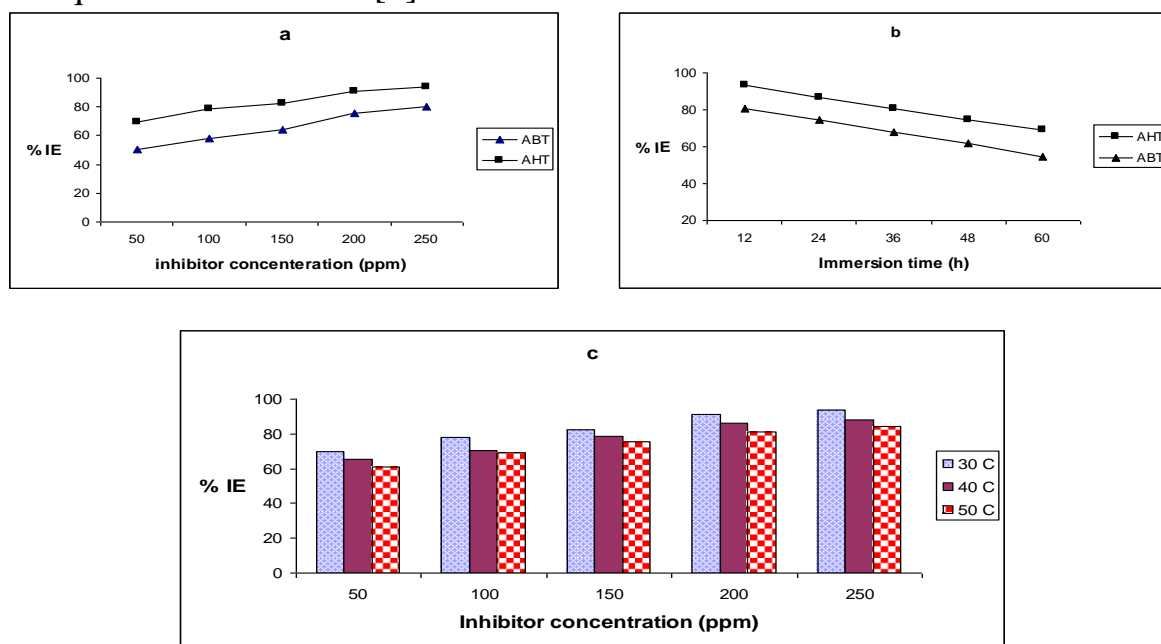 a
100
80
60
% IE
40
20
0
50 100 150 200 250
inhibitor concenteration (ppm)
ABT
AHT
b
100
80
% IE
60
40
20
12 24 36 48 60
Immersion time (h)
AHT
ABT
c
100
80
60
% IE
40
20
0
50 100 150 200 250
Inhibitor concentration (ppm)
30 C
40 C
50 C